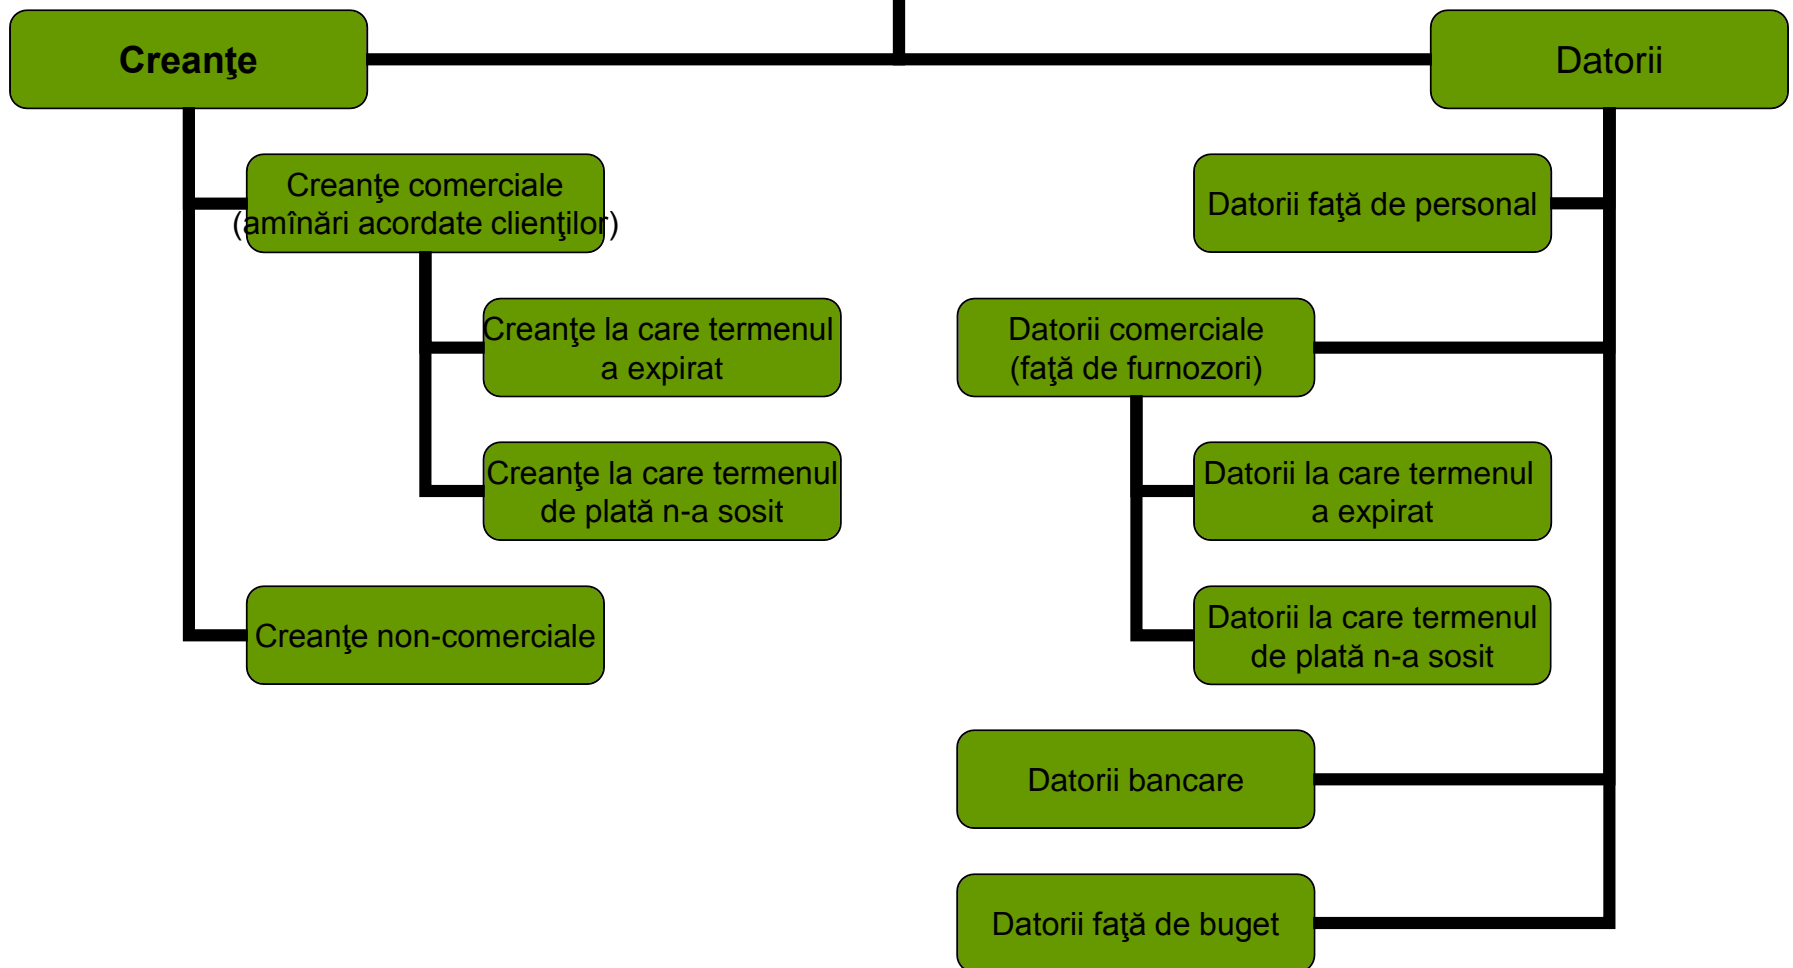 Creanţe
Datorii
Creanţe comerciale
(amînări acordate clienţilor)
Datorii faţă de personal
Creanţe la care termenul
a expirat
Datorii comerciale
(faţă de furnozori)
Creanţe la care termenul
de plată n-a sosit
Datorii la care termenul
a expirat
Creanţe non-comerciale
Datorii la care termenul
de plată n-a sosit
Datorii bancare
Datorii faţă de buget